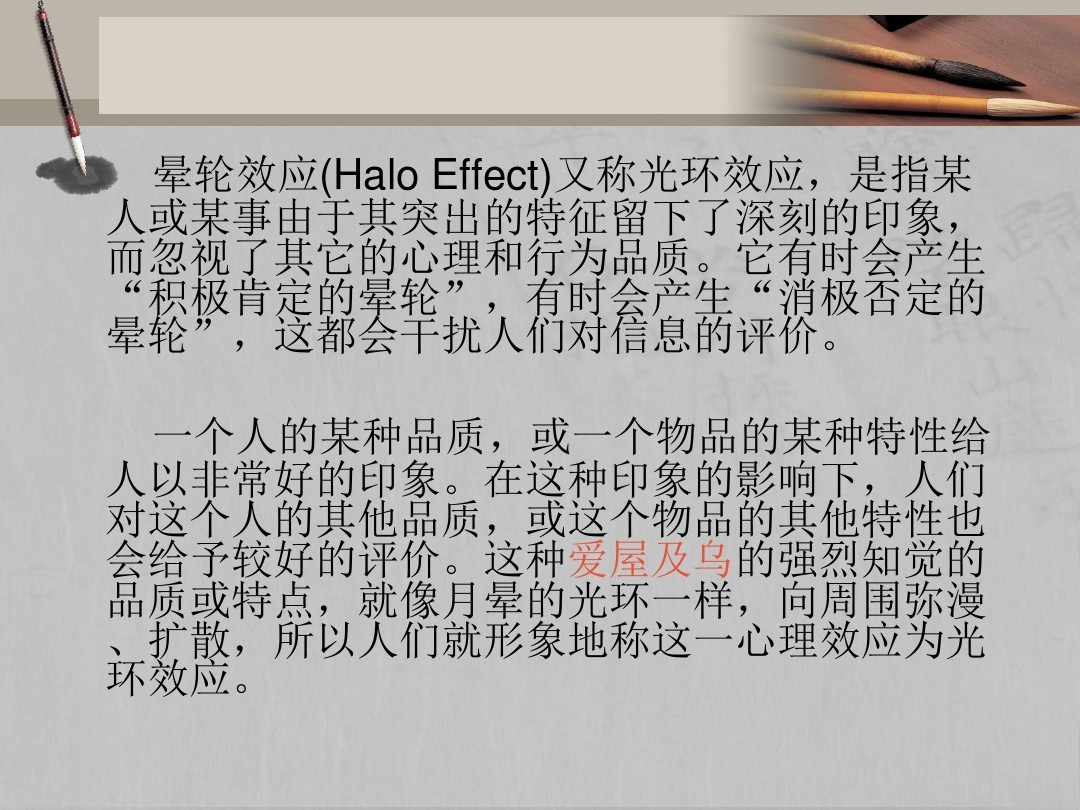 晕轮效应(Halo Effect)又称光环效应，是指某
人或某事由于其突出的特征留下了深刻的印象，
而忽视了其它的心理和行为品质。它有时会产生
“积极肯定的晕轮”，有时会产生“消极否定的
晕轮”，这都会干扰人们对信息的评价。
一个人的某种品质，或一个物品的某种特性给
人以非常好的印象。在这种印象的影响下，人们
对这个人的其他品质，或这个物品的其他特性也
会给予较好的评价。这种爱屋及乌的强烈知觉的
品质或特点，就像月晕的光环一样，向周围弥漫
、扩散，所以人们就形象地称这一心理效应为光
环效应。